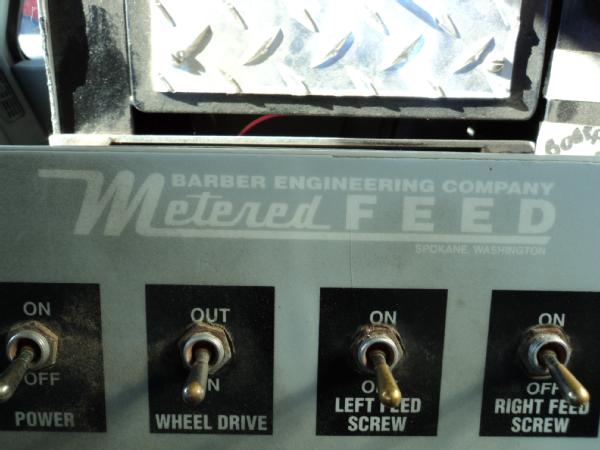 BARBER ENGINEERING COMPANY
Metered FEED
SPOKANE, WASHINGTON
ON
OFF
POWER
OUT
IN
WHEEL DRIVE
ON
OFF
LEFT FEED
SCREW
ON
OFF
RIGHT FEED
SCREW